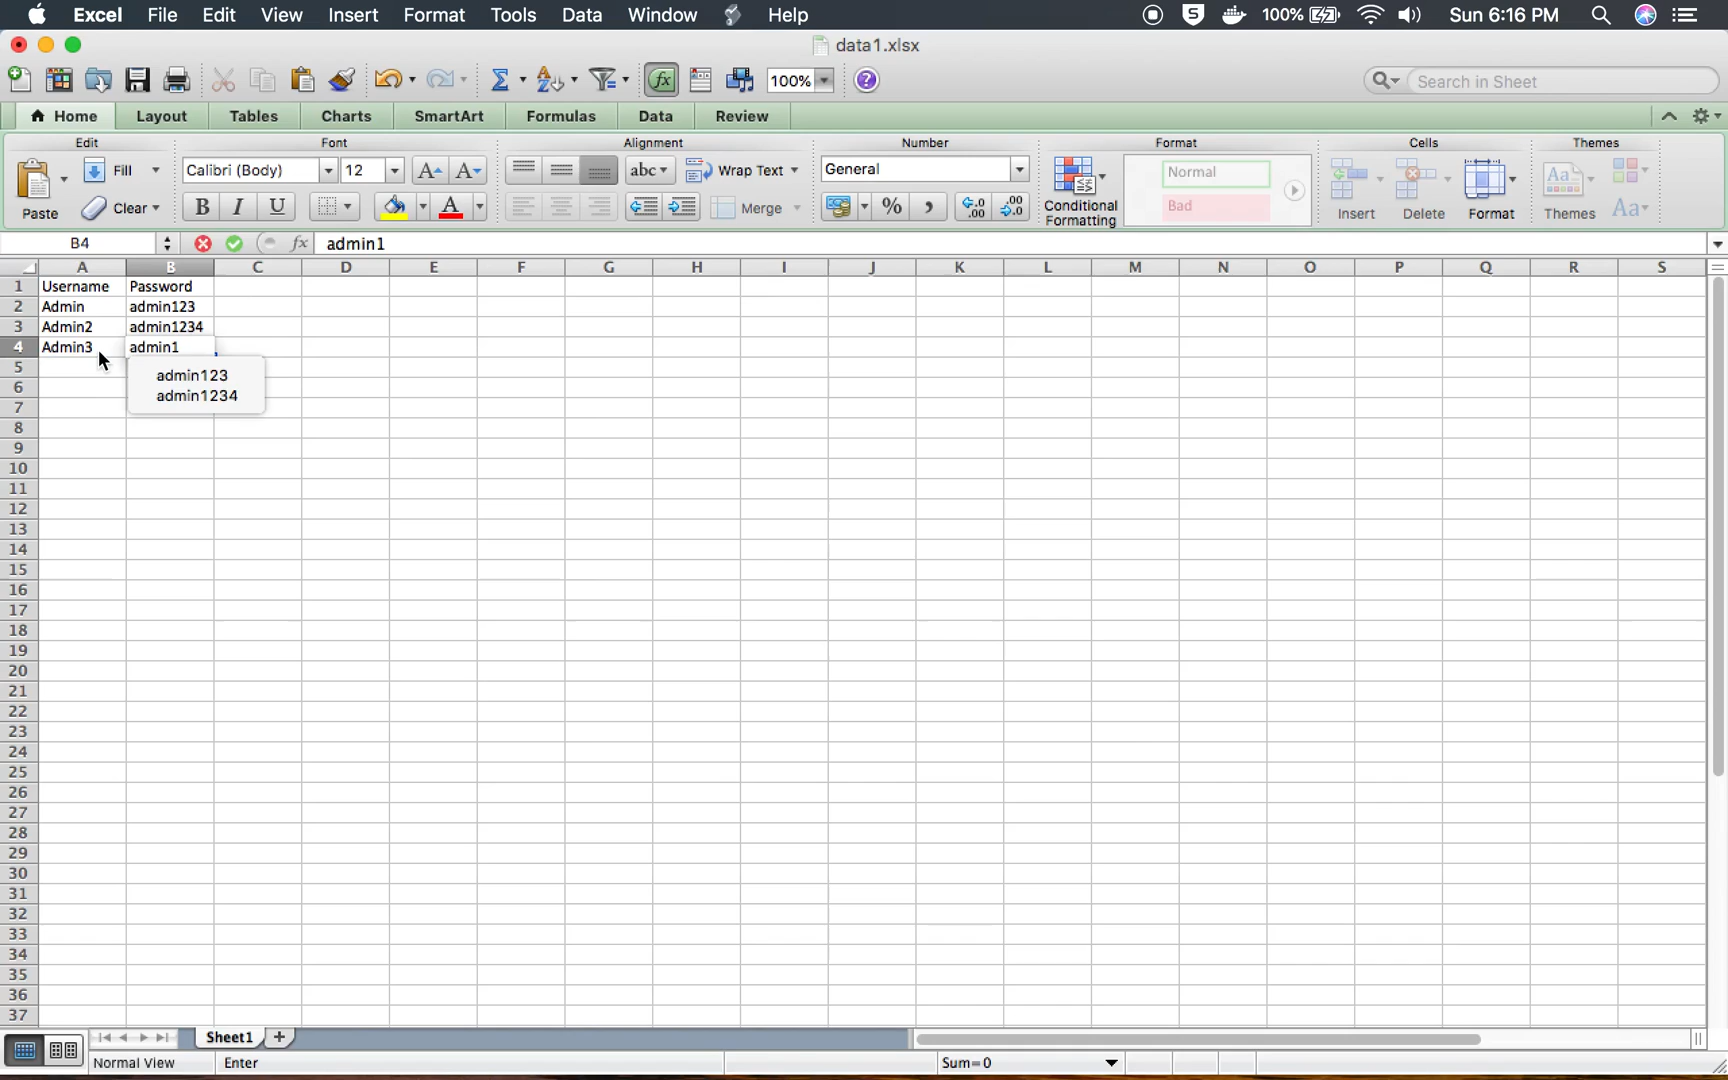 Excel File Edit View Insert Format Tools Data Window Help 100% Sun 6:16 PM
data1.xlsx
100% Search in Sheet
Home Layout Tables Charts SmartArt Formulas Data Review
Edit Font Alignment Number Format Cells Themes
Fill Calibri (Body) 12 A A abc Wrap Text General Normal
Paste Clear B I U A Merge % Conditional Formatting Bad Insert Delete Format Themes Aa
B4 fx admin1
A B C D E F G H I J K L M N O P Q R S
1 Username Password
2 Admin admin123
3 Admin2 admin1234
4 Admin3 admin1
5 admin123
6 admin1234
7
8
9
10
11
12
13
14
15
16
17
18
19
20
21
22
23
24
25
26
27
28
29
30
31
32
33
34
35
36
37
Sheet1
Normal View Enter Sum=0